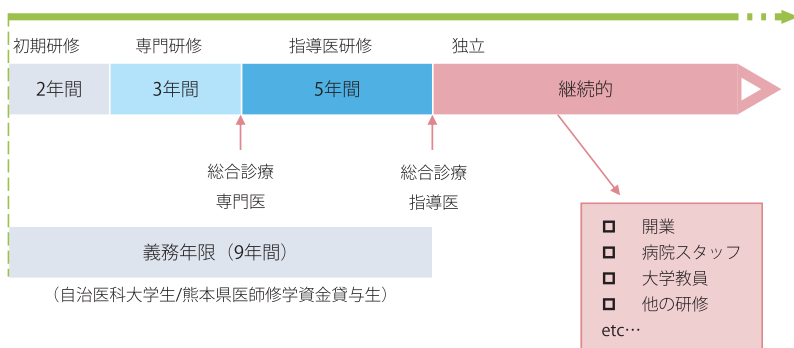 初期研修 専門研修 指導医研修 独立
2年間 3年間 5年間 継続的
総合診療
専門医
総合診療
指導医
義務年限（9年間）
（自治医科大学生/熊本県医師修学資金貸与生）
開業
病院スタッフ
大学教員
他の研修
etc…